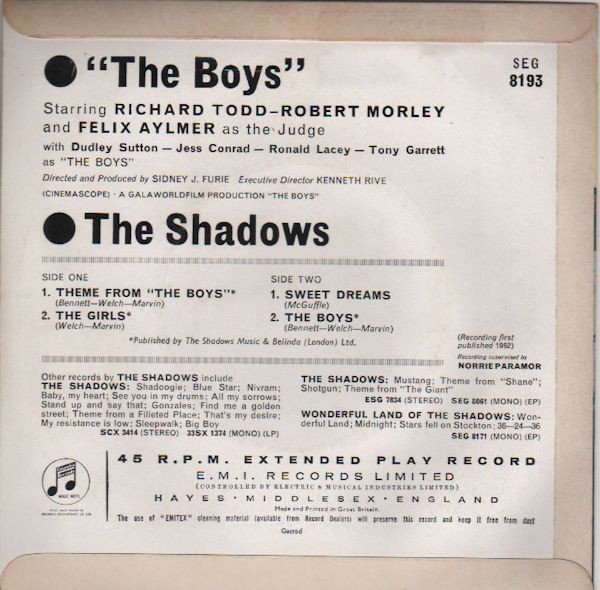 SEG
8193
● "The Boys"
Starring RICHARD TODD–ROBERT MORLEY
and FELIX AYLMER as the Judge
with Dudley Sutton — Jess Conrad — Ronald Lacey — Tony Garrett
as "THE BOYS"
Directed and Produced by SIDNEY J. FURIE Executive Director KENNETH RIVE
(CINEMASCOPE) · A GALAWORLDFILM PRODUCTION "THE BOYS"
● The Shadows
SIDE ONE
1. THEME FROM "THE BOYS"*
(Bennett—Welch—Marvin)
2. THE GIRLS*
(Welch—Marvin)
SIDE TWO
1. SWEET DREAMS
(McGuffie)
2. THE BOYS*
(Bennett—Welch—Marvin)
*Published by The Shadows Music & Belinda (London) Ltd.
(Recording first
published 1962)
Recording supervised by
NORRIE PARAMOR
Other records by THE SHADOWS include
THE SHADOWS: Shadoogie; Blue Star; Nivram;
Baby, my heart; See you in my drums; All my sorrows;
Stand up and say that; Gonzales; Find me a golden
street; Theme from a Filleted Place; That's my desire;
My resistance is low: Sleepwalk; Big Boy
SCX 3414 (STEREO) 33SX 1374 (MONO) (LP)
THE SHADOWS: Mustang; Theme from "Shane";
Shotgun; Theme from "The Giant"
ESG 7834 (STEREO) SEG 8061 (MONO) (EP)
WONDERFUL LAND OF THE SHADOWS: Won-
derful Land; Midnight; Stars fell on Stockton; 36—24—36
SEG 8171 (MONO) (EP)
MAGIC NOTES
45 R.P.M. EXTENDED PLAY RECORD
E.M.I. RECORDS LIMITED
(CONTROLLED BY ELECTRIC & MUSICAL INDUSTRIES LIMITED)
HAYES · MIDDLESEX · ENGLAND
Made and Printed in Great Britain.
The use of "EMITEX" cleaning material (available from Record Dealers) will preserve this record and keep it free from dust
Garrod